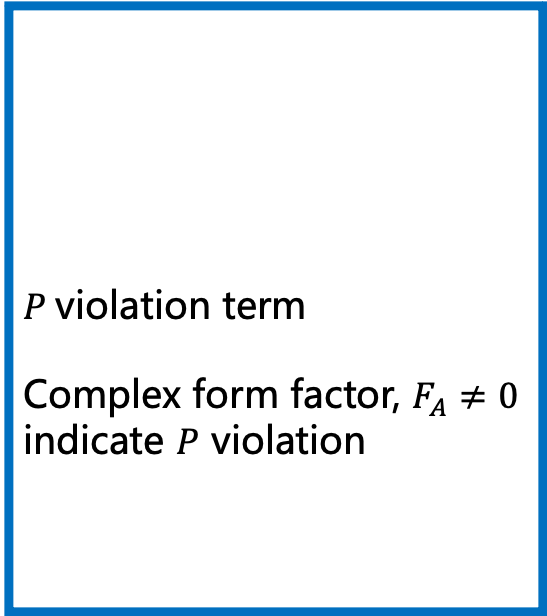 P violation term
Complex form factor, F_A ≠ 0
indicate P violation